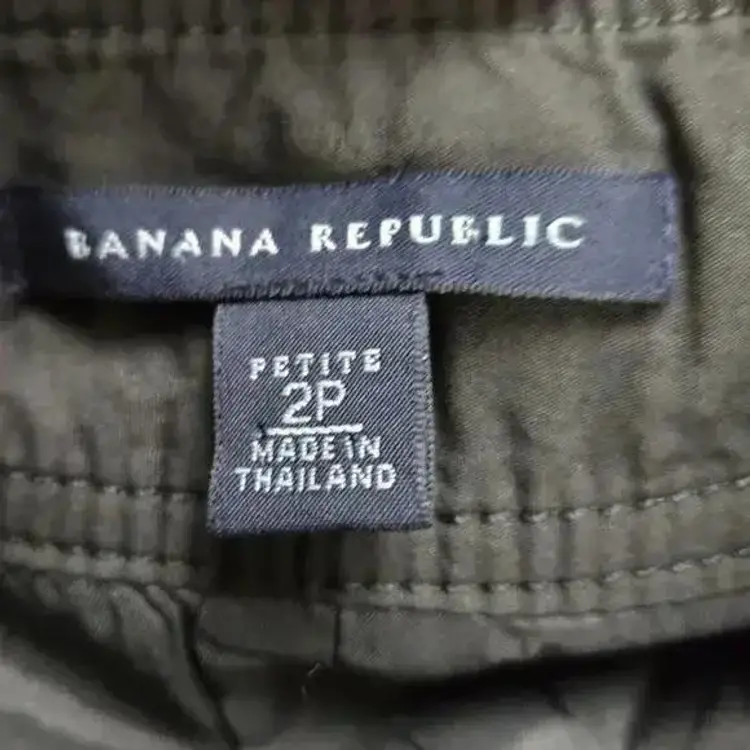 BANANA REPUBLIC
PETITE
2P
MADE IN
THAILAND